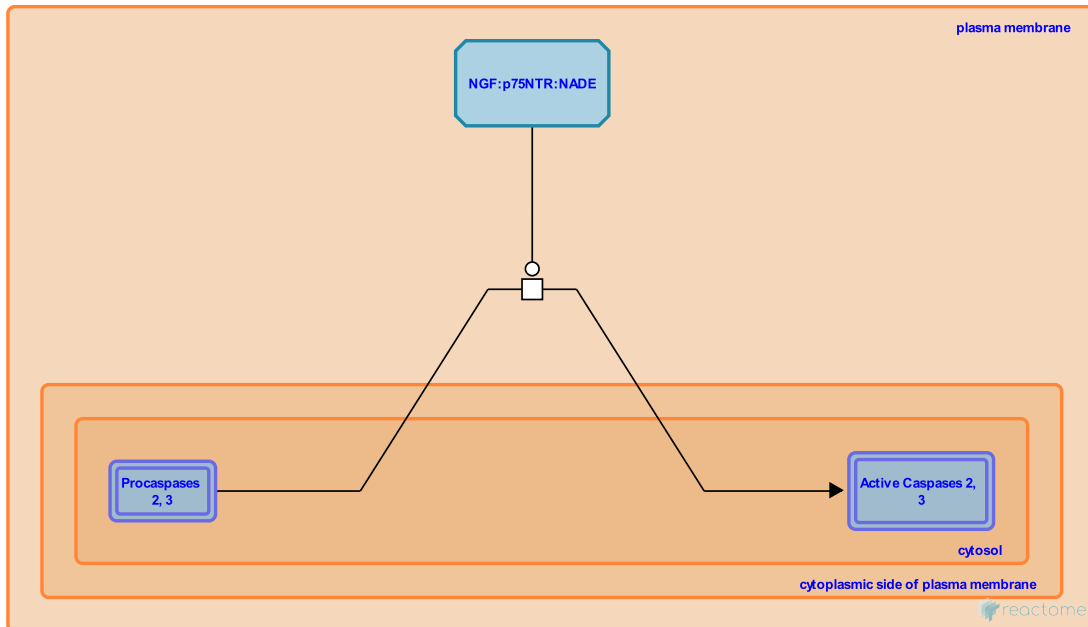 plasma membrane
NGF:p75NTR:NADE
Procaspases
2, 3
Active Caspases 2,
3
cytosol
cytoplasmic side of plasma membrane
reactome